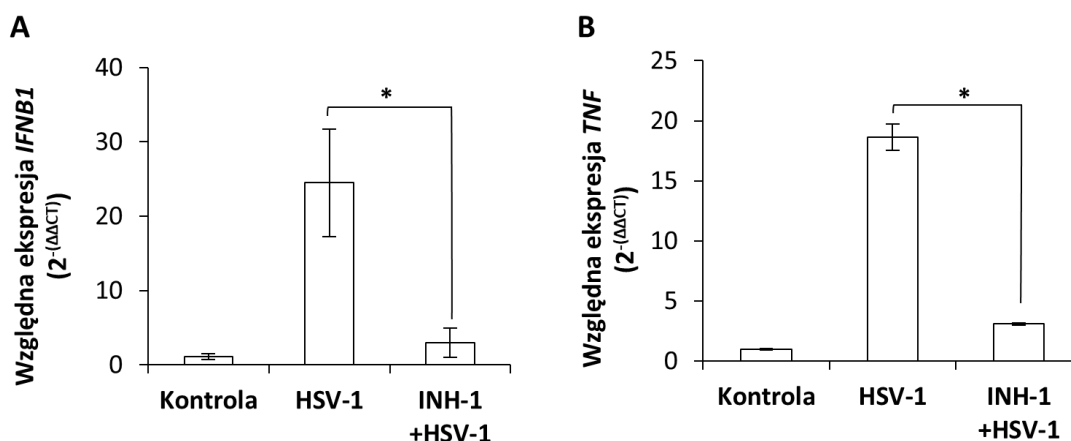 A
Względna ekspresja IFNB1
(2^-(ΔΔCT))
40
30
20
10
0
*
Kontrola
HSV-1
INH-1
+HSV-1
B
Względna ekspresja TNF
(2^-(ΔΔCT))
25
20
15
10
5
0
*
Kontrola
HSV-1
INH-1
+HSV-1